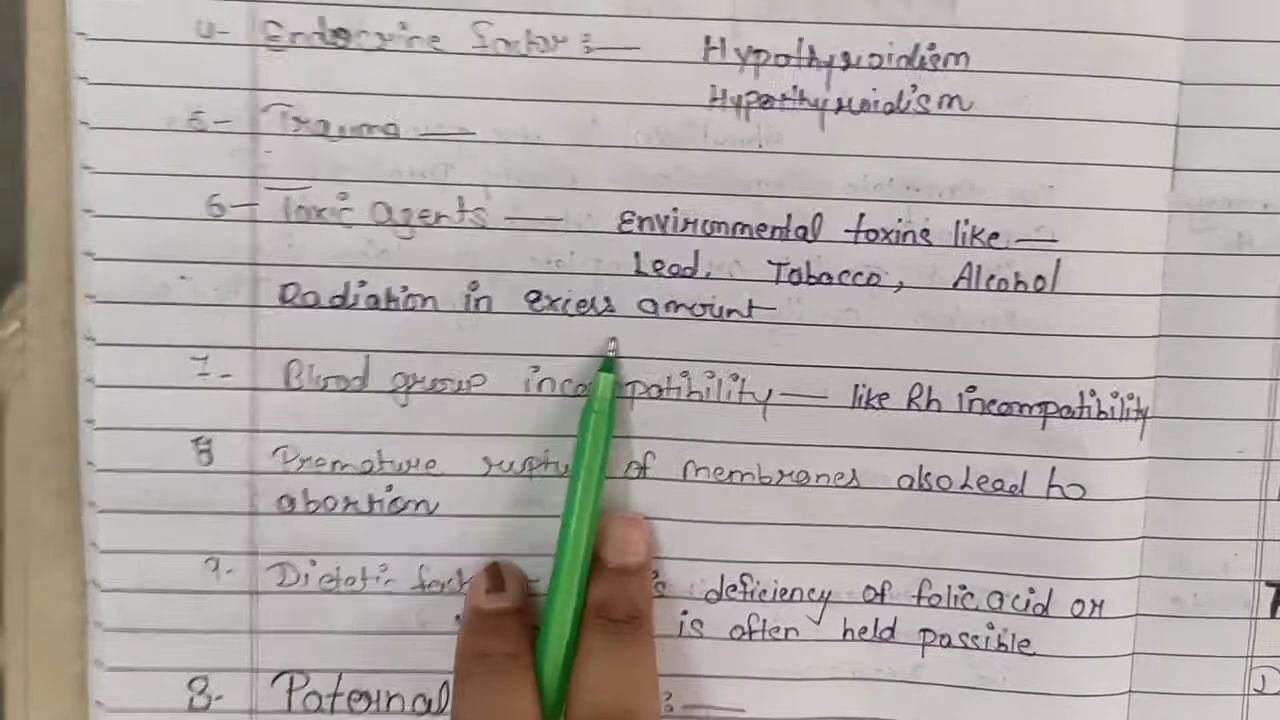 4- Endocrine factor :— Hypothyroidism
Hyperthyroidism
5- Trauma —
6- Toxic Agents — Environmental toxins like —
Lead, Tobacco, Alcohol
Radiation in excess amount
7- Blood group incompatibility — like Rh incompatibility
8 Premature rupture of membranes also Lead to
abortion
9- Dietetic deficiency of folic acid or
is often held possible
3- Paternal :—